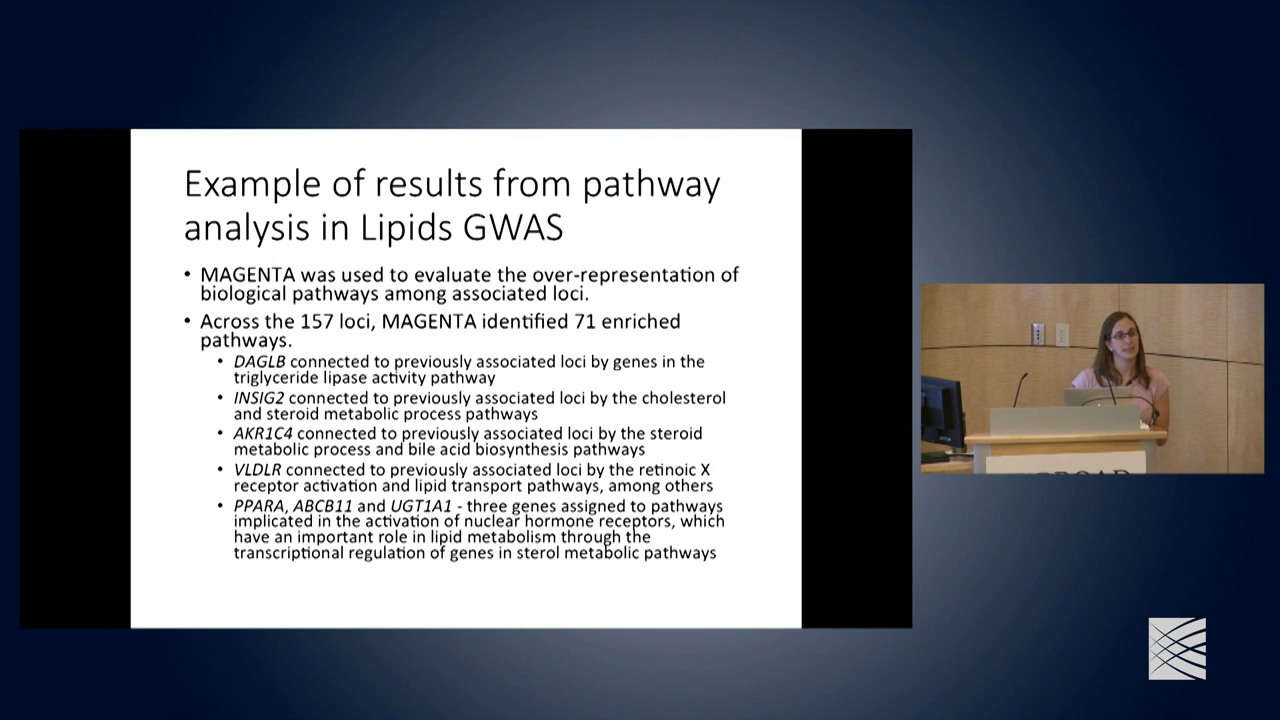 Example of results from pathway
analysis in Lipids GWAS
• MAGENTA was used to evaluate the over-representation of
biological pathways among associated loci.
• Across the 157 loci, MAGENTA identified 71 enriched
pathways.
• DAGLB connected to previously associated loci by genes in the
triglyceride lipase activity pathway
• INSIG2 connected to previously associated loci by the cholesterol
and steroid metabolic process pathways
• AKR1C4 connected to previously associated loci by the steroid
metabolic process and bile acid biosynthesis pathways
• VLDLR connected to previously associated loci by the retinoic X
receptor activation and lipid transport pathways, among others
• PPARA, ABCB11 and UGT1A1 - three genes assigned to pathways
implicated in the activation of nuclear hormone receptors, which
have an important role in lipid metabolism through the
transcriptional regulation of genes in sterol metabolic pathways